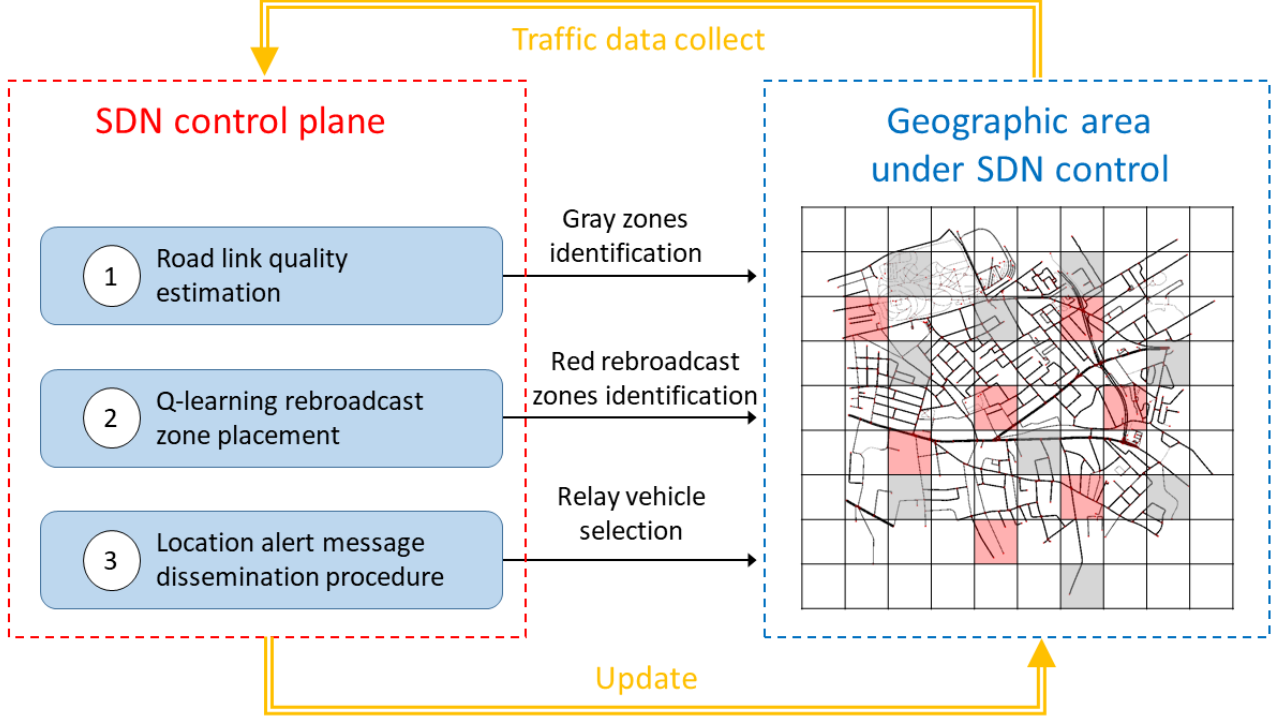 Traffic data collect
SDN control plane
Geographic area
under SDN control
1
Road link quality
estimation
Gray zones
identification
2
Q-learning rebroadcast
zone placement
Red rebroadcast
zones identification
3
Location alert message
dissemination procedure
Relay vehicle
selection
Update